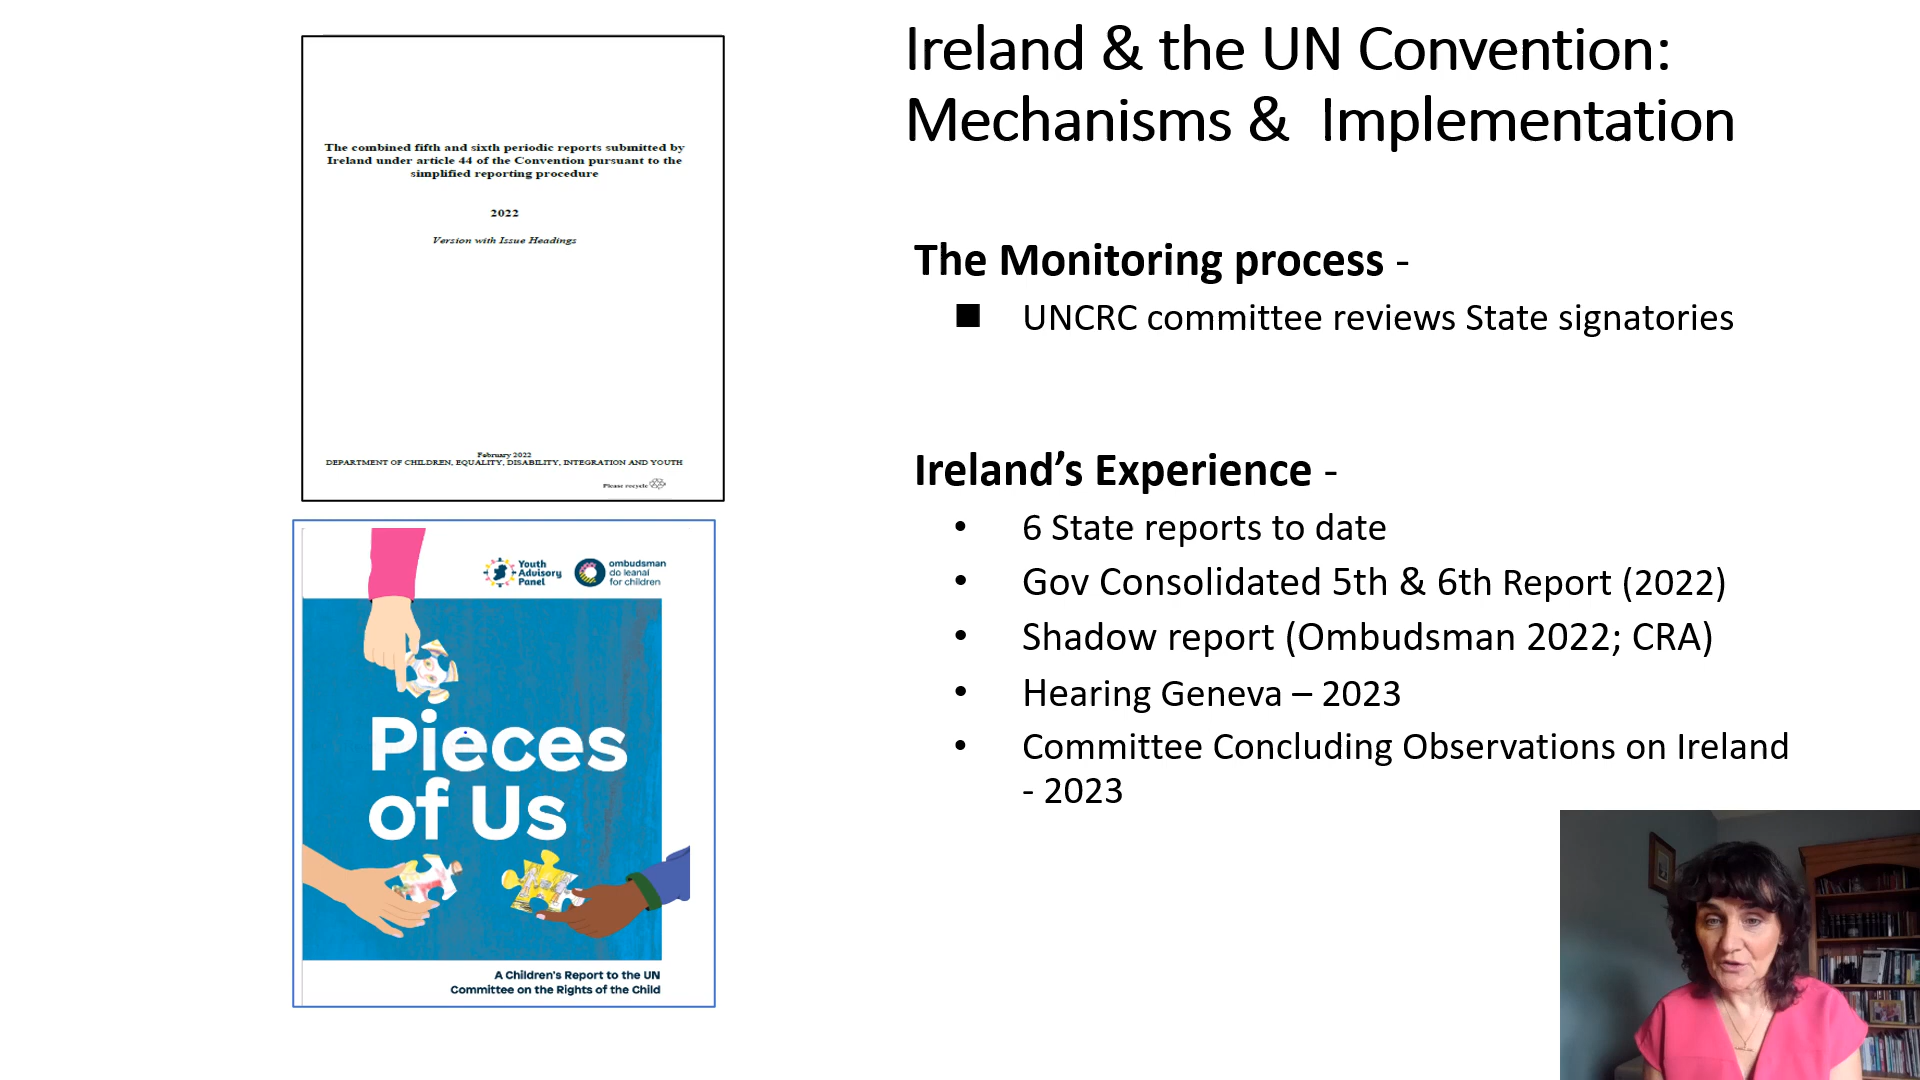 The combined fifth and sixth periodic reports submitted by
Ireland under article 44 of the Convention pursuant to the
simplified reporting procedure
2022
Version with Issue Headings
February 2022
DEPARTMENT OF CHILDREN, EQUALITY, DISABILITY, INTEGRATION AND YOUTH
Please recycle
Youth
Advisory
Panel
ombudsman
do leanaí
for children
Pieces
of Us
A Children's Report to the UN
Committee on the Rights of the Child
Ireland & the UN Convention:
Mechanisms & Implementation
The Monitoring process -
■ UNCRC committee reviews State signatories
Ireland’s Experience -
• 6 State reports to date
• Gov Consolidated 5th & 6th Report (2022)
• Shadow report (Ombudsman 2022; CRA)
• Hearing Geneva – 2023
• Committee Concluding Observations on Ireland
- 2023